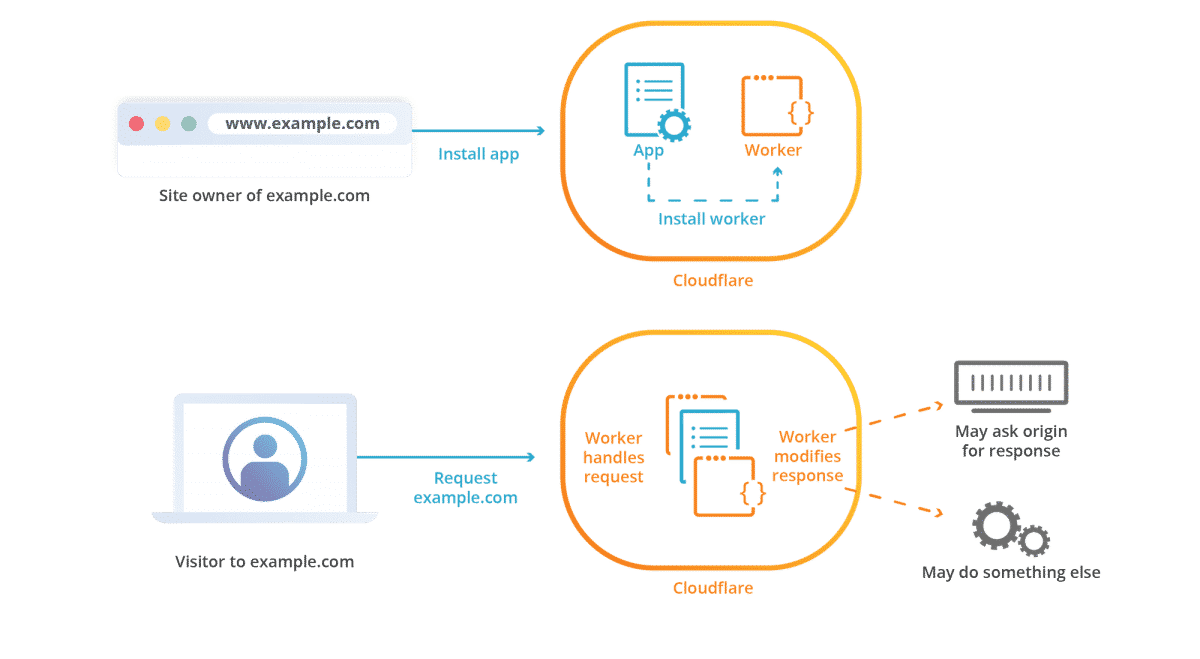 www.example.com
Install app
Site owner of example.com
App
Worker
Install worker
Cloudflare
Worker
handles
request
{}
Worker
modifies
response
May ask origin
for response
Request
example.com
Visitor to example.com
May do something else
Cloudflare